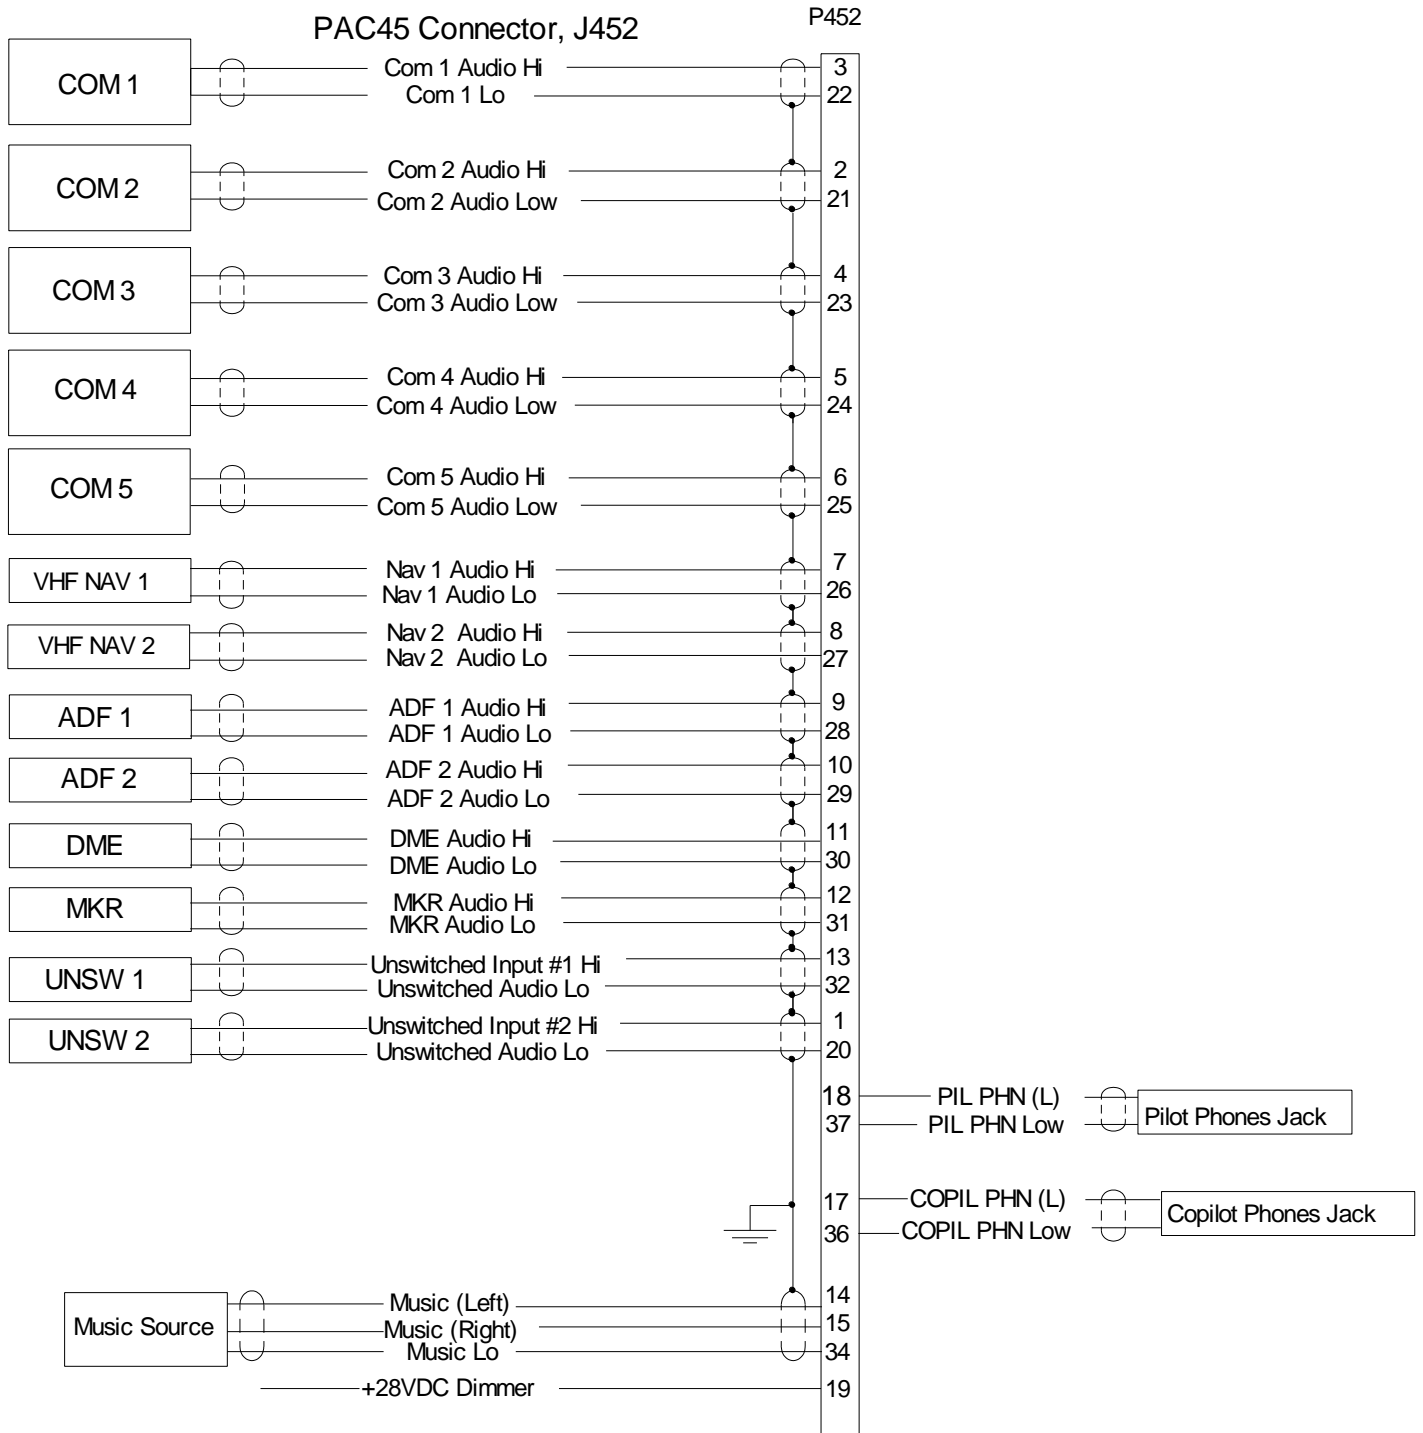 PAC45 Connector, J452
P452
COM 1
Com 1 Audio Hi
3
Com 1 Lo
22
COM 2
Com 2 Audio Hi
2
Com 2 Audio Low
21
COM 3
Com 3 Audio Hi
4
Com 3 Audio Low
23
COM 4
Com 4 Audio Hi
5
Com 4 Audio Low
24
COM 5
Com 5 Audio Hi
6
Com 5 Audio Low
25
VHF NAV 1
Nav 1 Audio Hi
7
Nav 1 Audio Lo
26
VHF NAV 2
Nav 2 Audio Hi
8
Nav 2 Audio Lo
27
ADF 1
ADF 1 Audio Hi
9
ADF 1 Audio Lo
28
ADF 2
ADF 2 Audio Hi
10
ADF 2 Audio Lo
29
DME
DME Audio Hi
11
DME Audio Lo
30
MKR
MKR Audio Hi
12
MKR Audio Lo
31
UNSW 1
Unswitched Input #1 Hi
13
Unswitched Audio Lo
32
UNSW 2
Unswitched Input #2 Hi
1
Unswitched Audio Lo
20
18
PIL PHN (L)
37
PIL PHN Low
Pilot Phones Jack
17
COPIL PHN (L)
36
COPIL PHN Low
Copilot Phones Jack
Music Source
Music (Left)
14
Music (Right)
15
Music Lo
34
+28VDC Dimmer
19